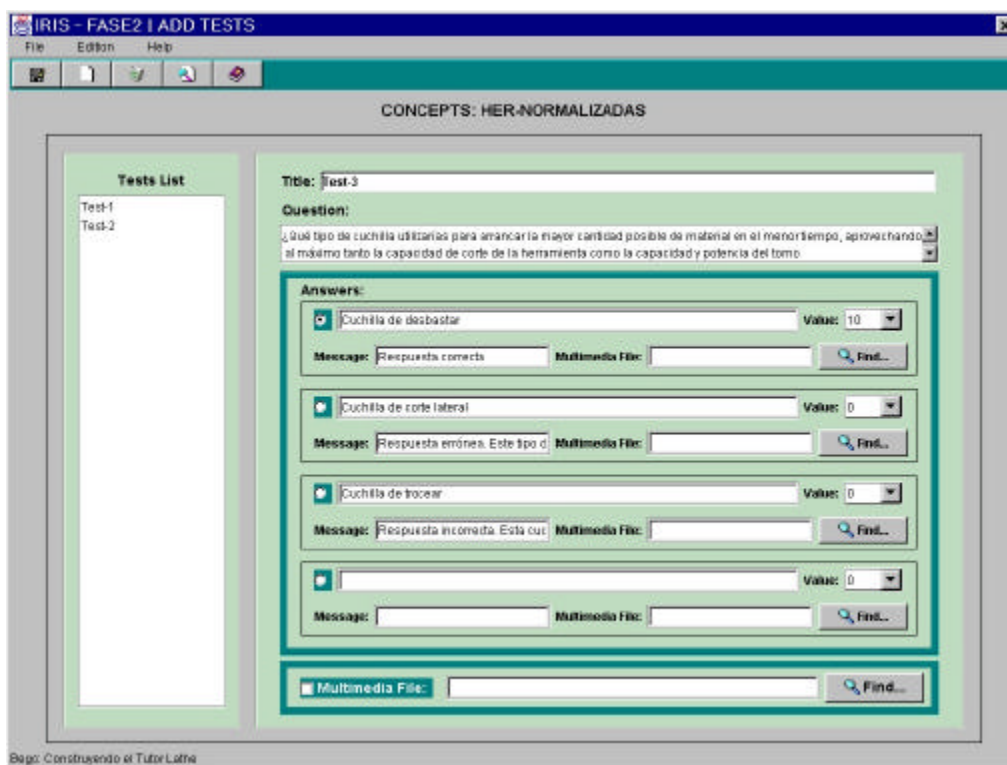 IRIS - FASE2 | ADD TESTS
File Edition Help
CONCEPTS: HER-NORMALIZADAS
Tests List
Test-1
Test-2
Title: Test-3
Question:
¿Qué tipo de cuchilla utilizarías para arrancar la mayor cantidad posible de material en el menor tiempo, aprovechando
al máximo tanto la capacidad de corte de la herramienta como la capacidad y potencia del torno
Answers:
Cuchilla de desbastar Value: 10
Message: Respuesta correcta Multimedia File: Find...
Cuchilla de corte lateral Value: 0
Message: Respuesta errónea. Este tipo d Multimedia File: Find...
Cuchilla de trocear Value: 0
Message: Respuesta incorrecta. Esta cuc Multimedia File: Find...
Value: 0
Message: Multimedia File: Find...
Multimedia File: Find...
Bego: Construyendo el Tutor Lathe